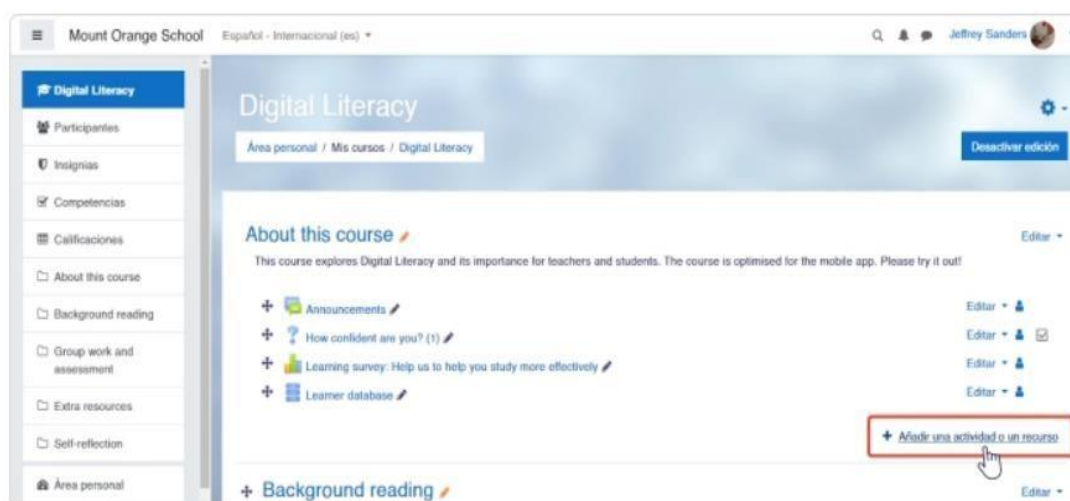 Mount Orange School Español - Internacional (es) Jeffrey Sanders
Digital Literacy
Participantes
Insignias
Competencias
Calificaciones
About this course
Background reading
Group work and
assessment
Extra resources
Self-reflection
Área personal
Digital Literacy
Área personal / Mis cursos / Digital Literacy
Desactivar edición
About this course Editar
This course explores Digital Literacy and its importance for teachers and students. The course is optimised for the mobile app. Please try it out!
Announcements Editar
How confident are you? (1) Editar
Learning survey: Help us to help you study more effectively Editar
Learner database Editar
+ Añadir una actividad o un recurso
Background reading Editar